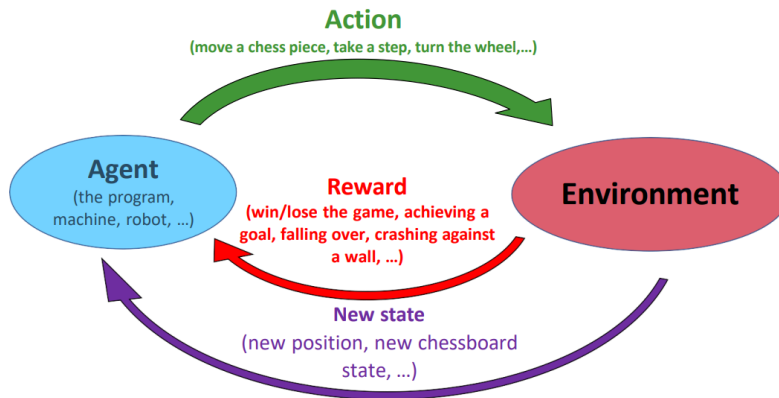 Action
(move a chess piece, take a step, turn the wheel,…)
Agent
(the program,
machine, robot, …)
Reward
(win/lose the game, achieving a
goal, falling over, crashing against
a wall, …)
Environment
New state
(new position, new chessboard
state, …)